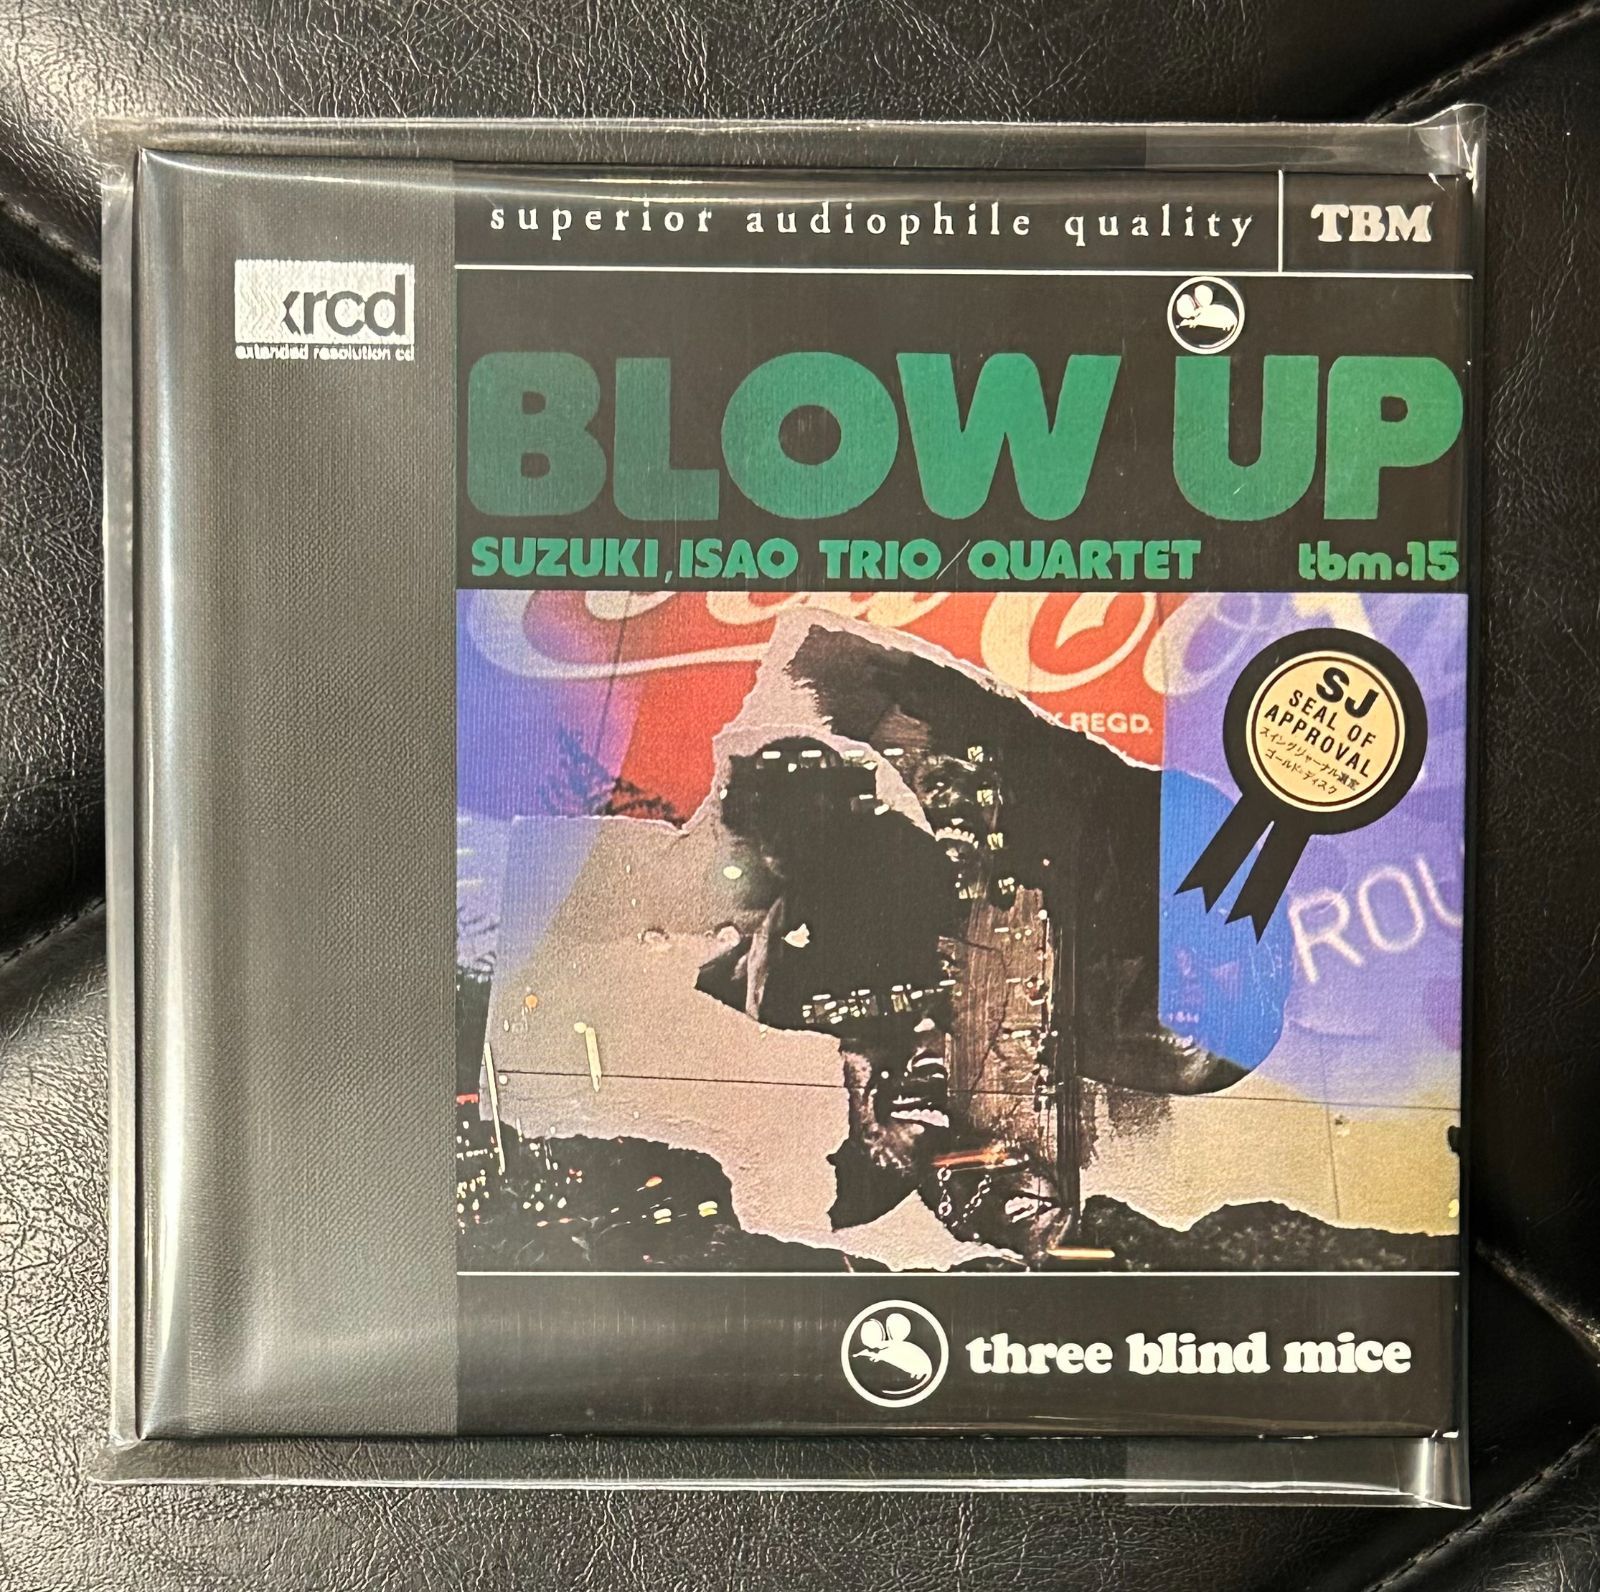 superior audiophile quality
TBM
xrcd
extended resolution cd
BLOW UP
SUZUKI, ISAO TRIO/QUARTET
tbm•15
REGD.
SJ
SEAL OF
APPROVAL
スイングジャーナル選定
ゴールド・ディスク
ROU
three blind mice